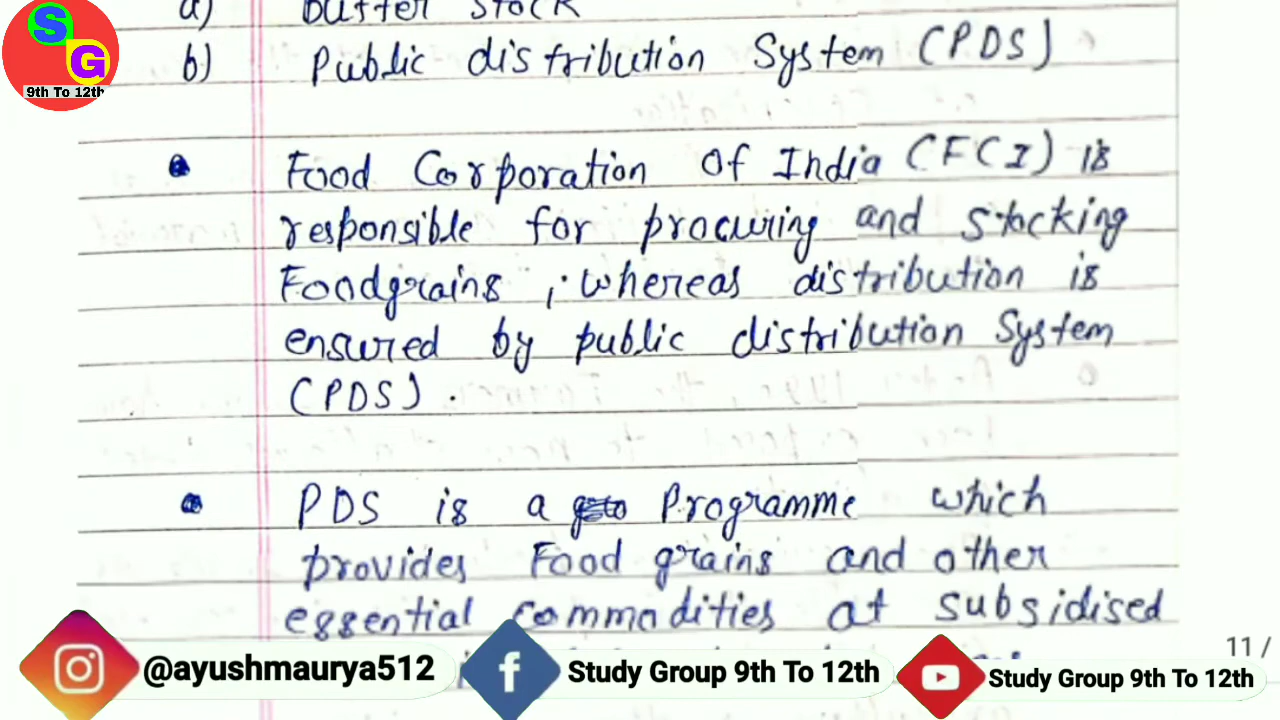 a) Buffer Stock
SG
9th To 12th
b) Public distribution System (PDS)
Food Corporation Of India (FCI) is
responsible for procuring and stocking
Foodgrains, whereas distribution is
ensured by public distribution System
(PDS).
PDS is a Programme which
provides Food grains and other
essential commodities at subsidised
11 /
@ayushmaurya512
Study Group 9th To 12th
Study Group 9th To 12th